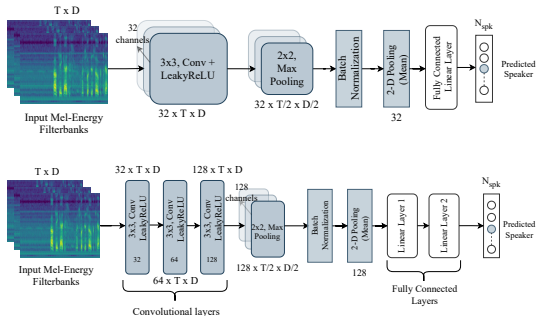 T x D
32
channels
3x3, Conv +
LeakyReLU
32 x T x D
2x2,
Max
Pooling
32 x T/2 x D/2
Batch
Normalization
2-D Pooling
(Mean)
32
Fully Connected
Linear Layer
N_spk
Predicted
Speaker
Input Mel-Energy
Filterbanks
T x D
Input Mel-Energy
Filterbanks
32 x T x D
3x3, Conv
LeakyReLU
32
3x3, Conv
LeakyReLU
64
64 x T x D
128 x T x D
3x3, Conv
LeakyReLU
128
Convolutional layers
128
channels
2x2, Max
Pooling
128 x T/2 x D/2
Batch
Normalization
2-D Pooling
(Mean)
128
Linear Layer 1
Linear Layer 2
Fully Connected
Layers
N_spk
Predicted
Speaker